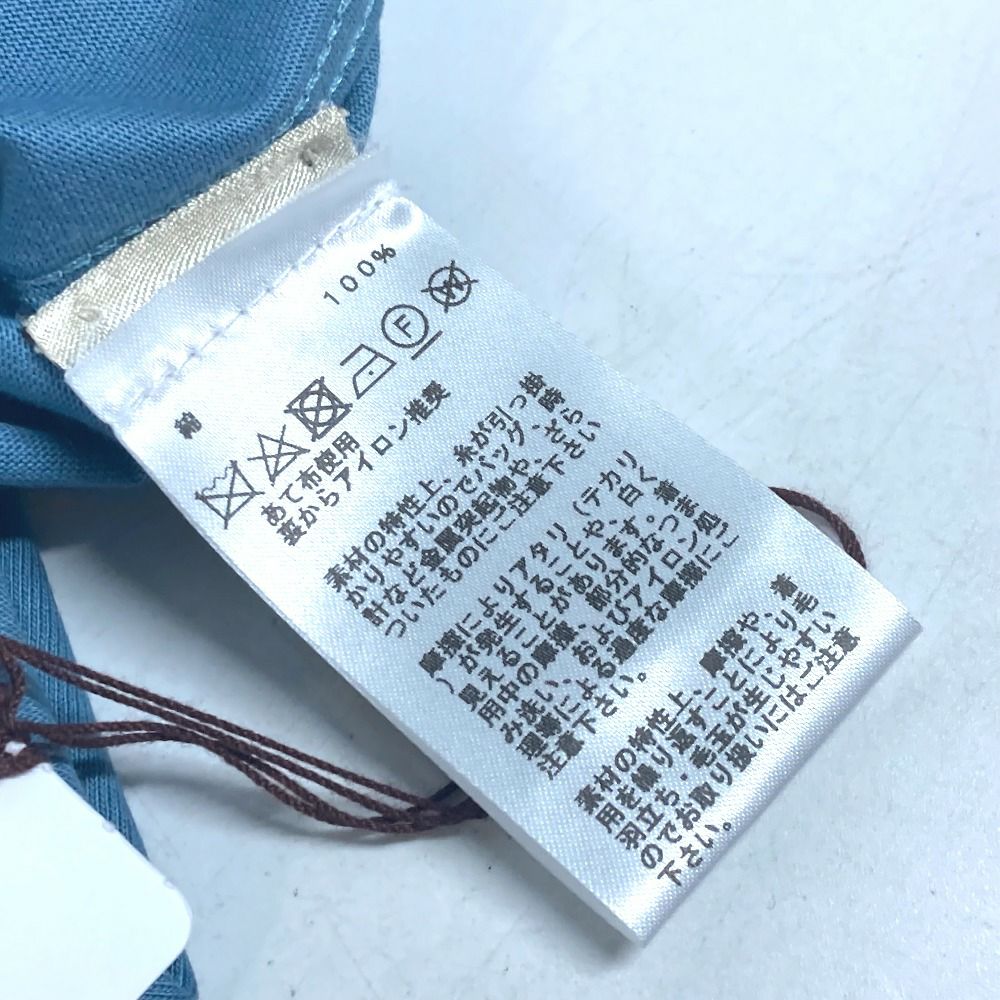 綿 100%
F W
あて布使用
裏からアイロン推奨
素材の特性上、糸が引っ掛
かりやすいのでバッグ、時
計など金属突起物や、ざら
ついたものにご注意下さい
摩擦によりアタリ（テカリ
）が発生することや、白く
見えることがあります。着
用中の摩擦、部分的なつま
み洗い、およびアイロン処
理等による過度な摩擦にご
注意下さい。
素材の特性上、摩擦や、着
用を繰り返すことにより毛
羽立ち・毛玉が生じやすい
のでお取り扱いにはご注意
下さい。